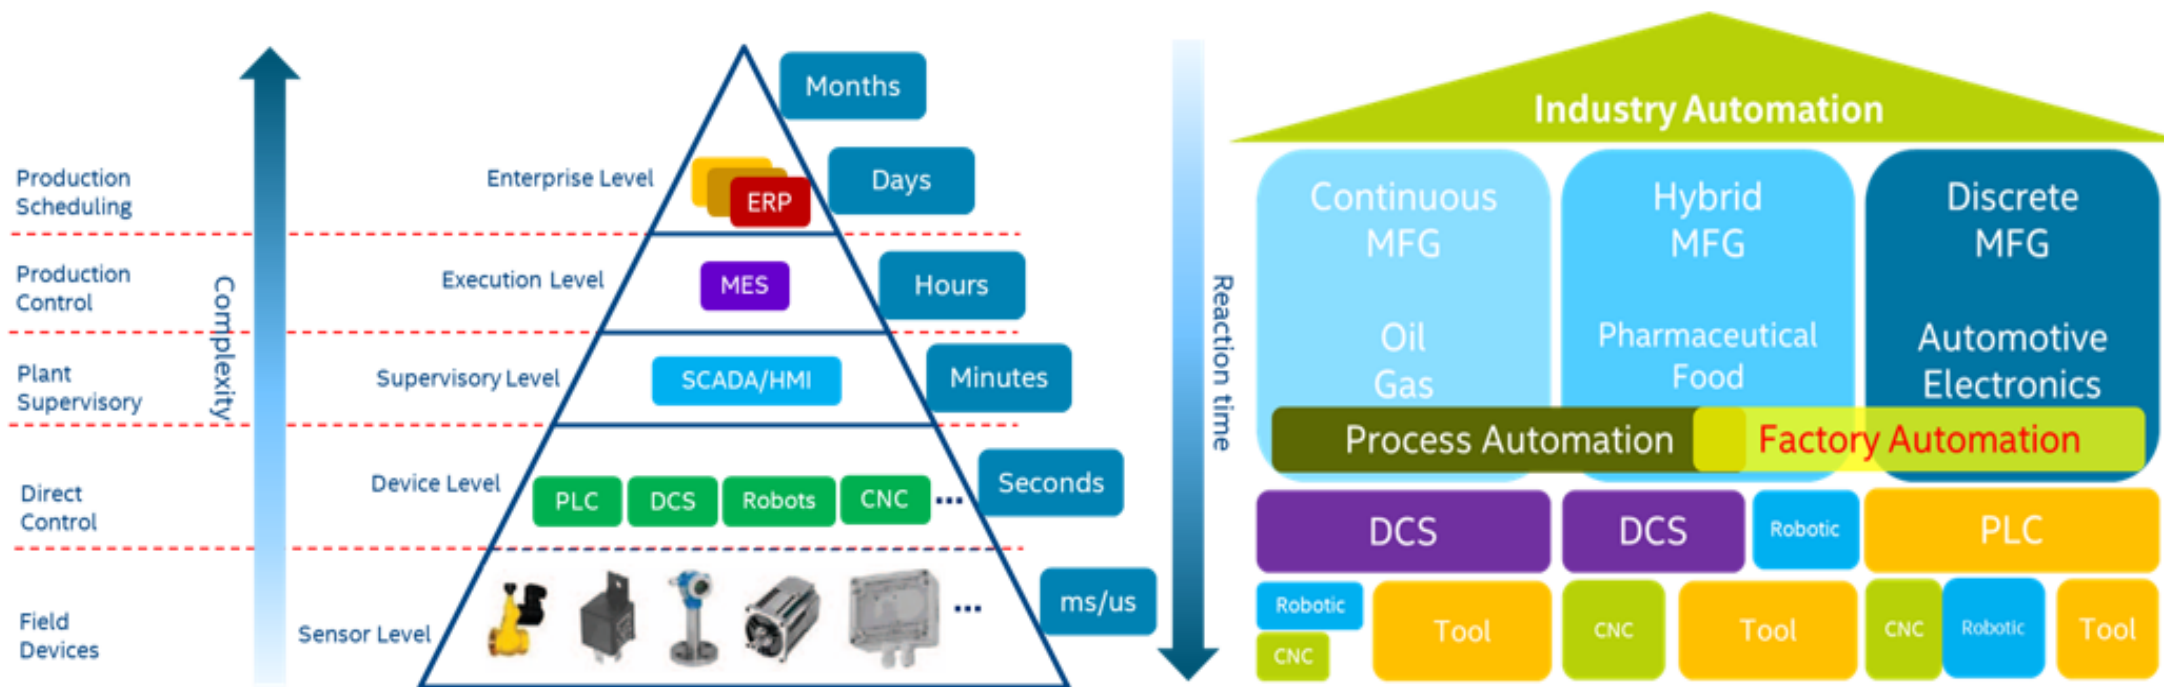 Production
Scheduling
Production
Control
Plant
Supervisory
Direct
Control
Field
Devices
Complexity
Enterprise Level
Execution Level
Supervisory Level
Device Level
Sensor Level
ERP
MES
SCADA/HMI
PLC
DCS
Robots
CNC
...
...
Months
Days
Hours
Minutes
Seconds
ms/us
Reaction time
Industry Automation
Continuous
MFG
Oil
Gas
Hybrid
MFG
Pharmaceutical
Food
Discrete
MFG
Automotive
Electronics
Process Automation
Factory Automation
DCS
DCS
Robotic
PLC
Robotic
CNC
Tool
CNC
Tool
CNC
Robotic
Tool